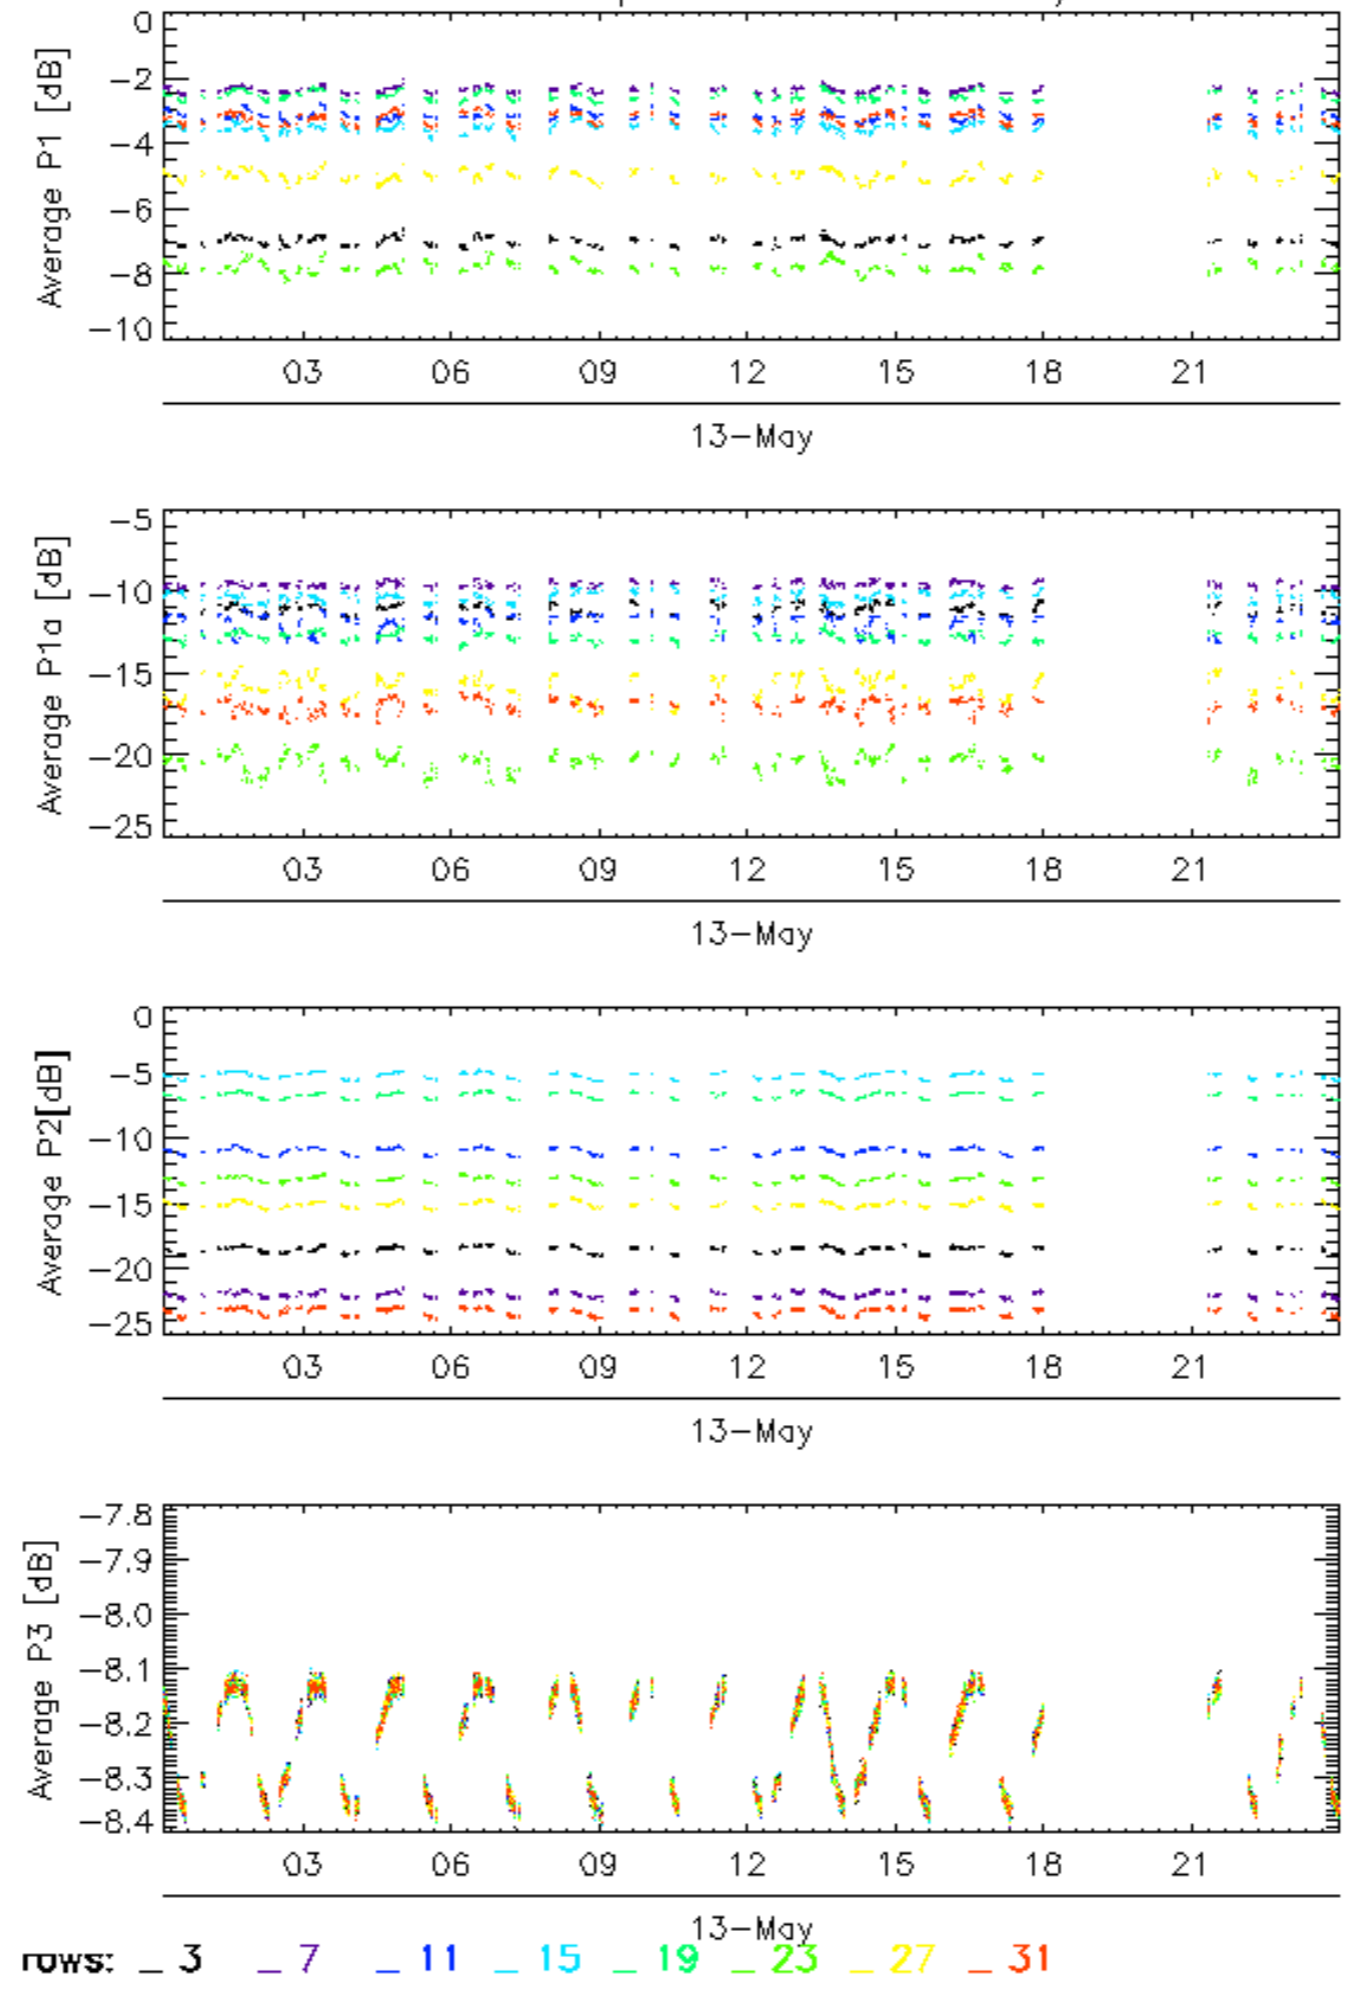 0
−2
−4
−6
−8
−10
Average P1 [dB]
03 06 09 12 15 18 21
13−May
−5
−10
−15
−20
−25
Average P1a [dB]
03 06 09 12 15 18 21
13−May
0
−5
−10
−15
−20
−25
Average P2[dB]
03 06 09 12 15 18 21
13−May
−7.8
−7.9
−8.0
−8.1
−8.2
−8.3
−8.4
Average P3 [dB]
03 06 09 12 15 18 21
13−May
rows: _ 3 _ 7 _ 11 _ 15 _ 19 _ 23 _ 27 _ 31